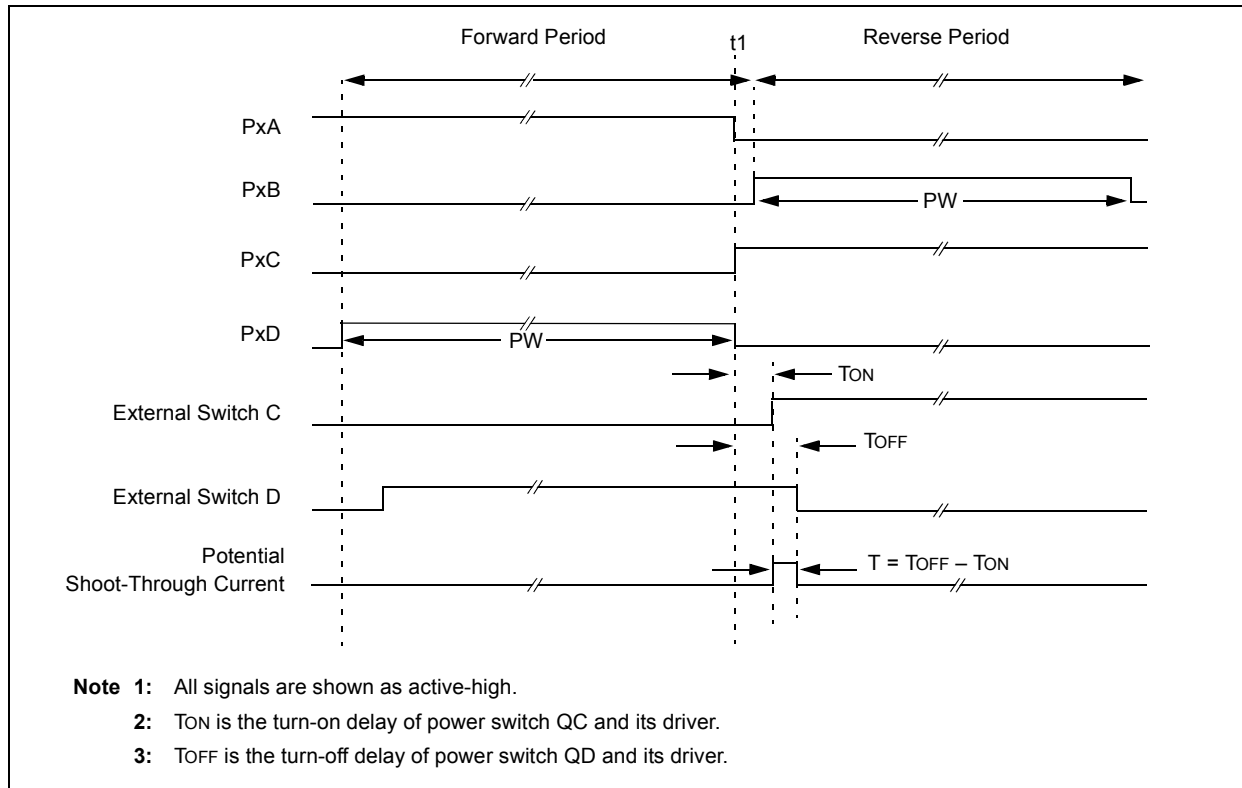 Forward Period
t1
Reverse Period
PxA
PxB
PW
PxC
PxD
PW
TON
External Switch C
TOFF
External Switch D
Potential
Shoot-Through Current
T = TOFF – TON
Note 1: All signals are shown as active-high.
2: TON is the turn-on delay of power switch QC and its driver.
3: TOFF is the turn-off delay of power switch QD and its driver.